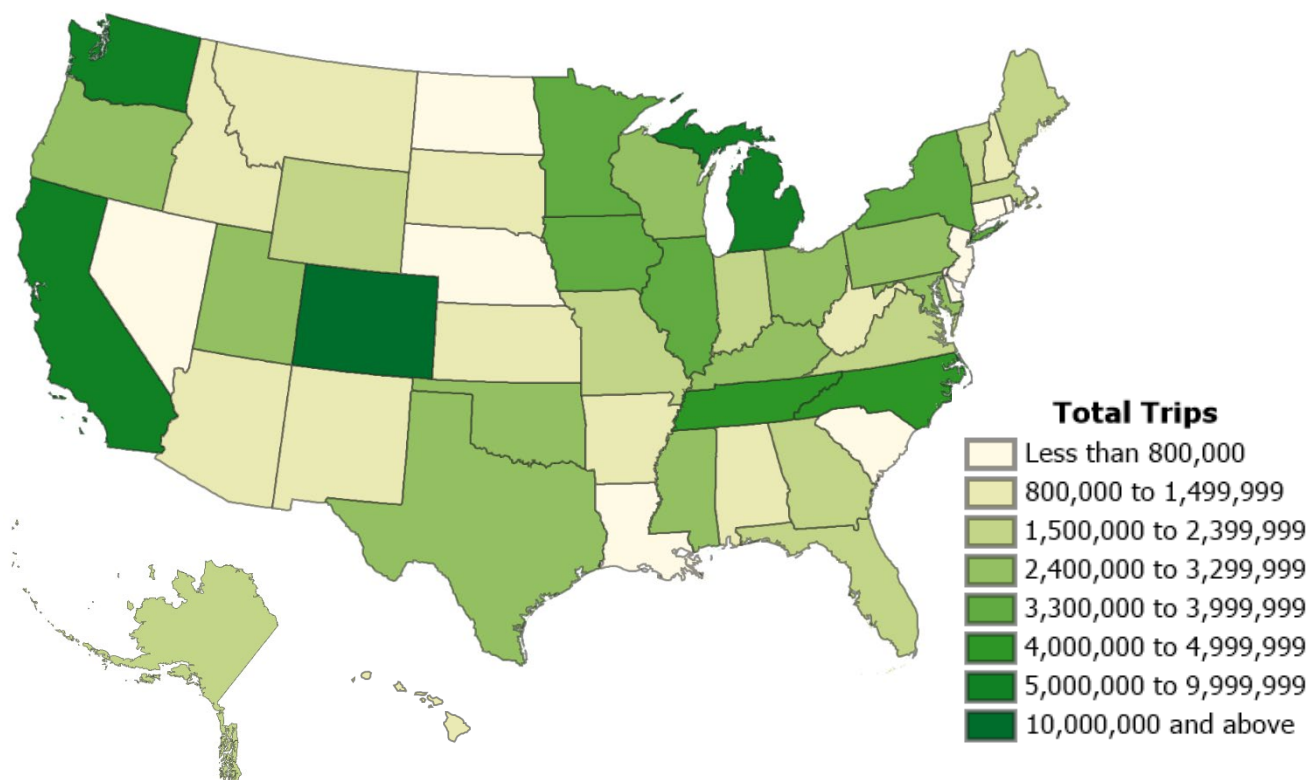 Total Trips
Less than 800,000
800,000 to 1,499,999
1,500,000 to 2,399,999
2,400,000 to 3,299,999
3,300,000 to 3,999,999
4,000,000 to 4,999,999
5,000,000 to 9,999,999
10,000,000 and above